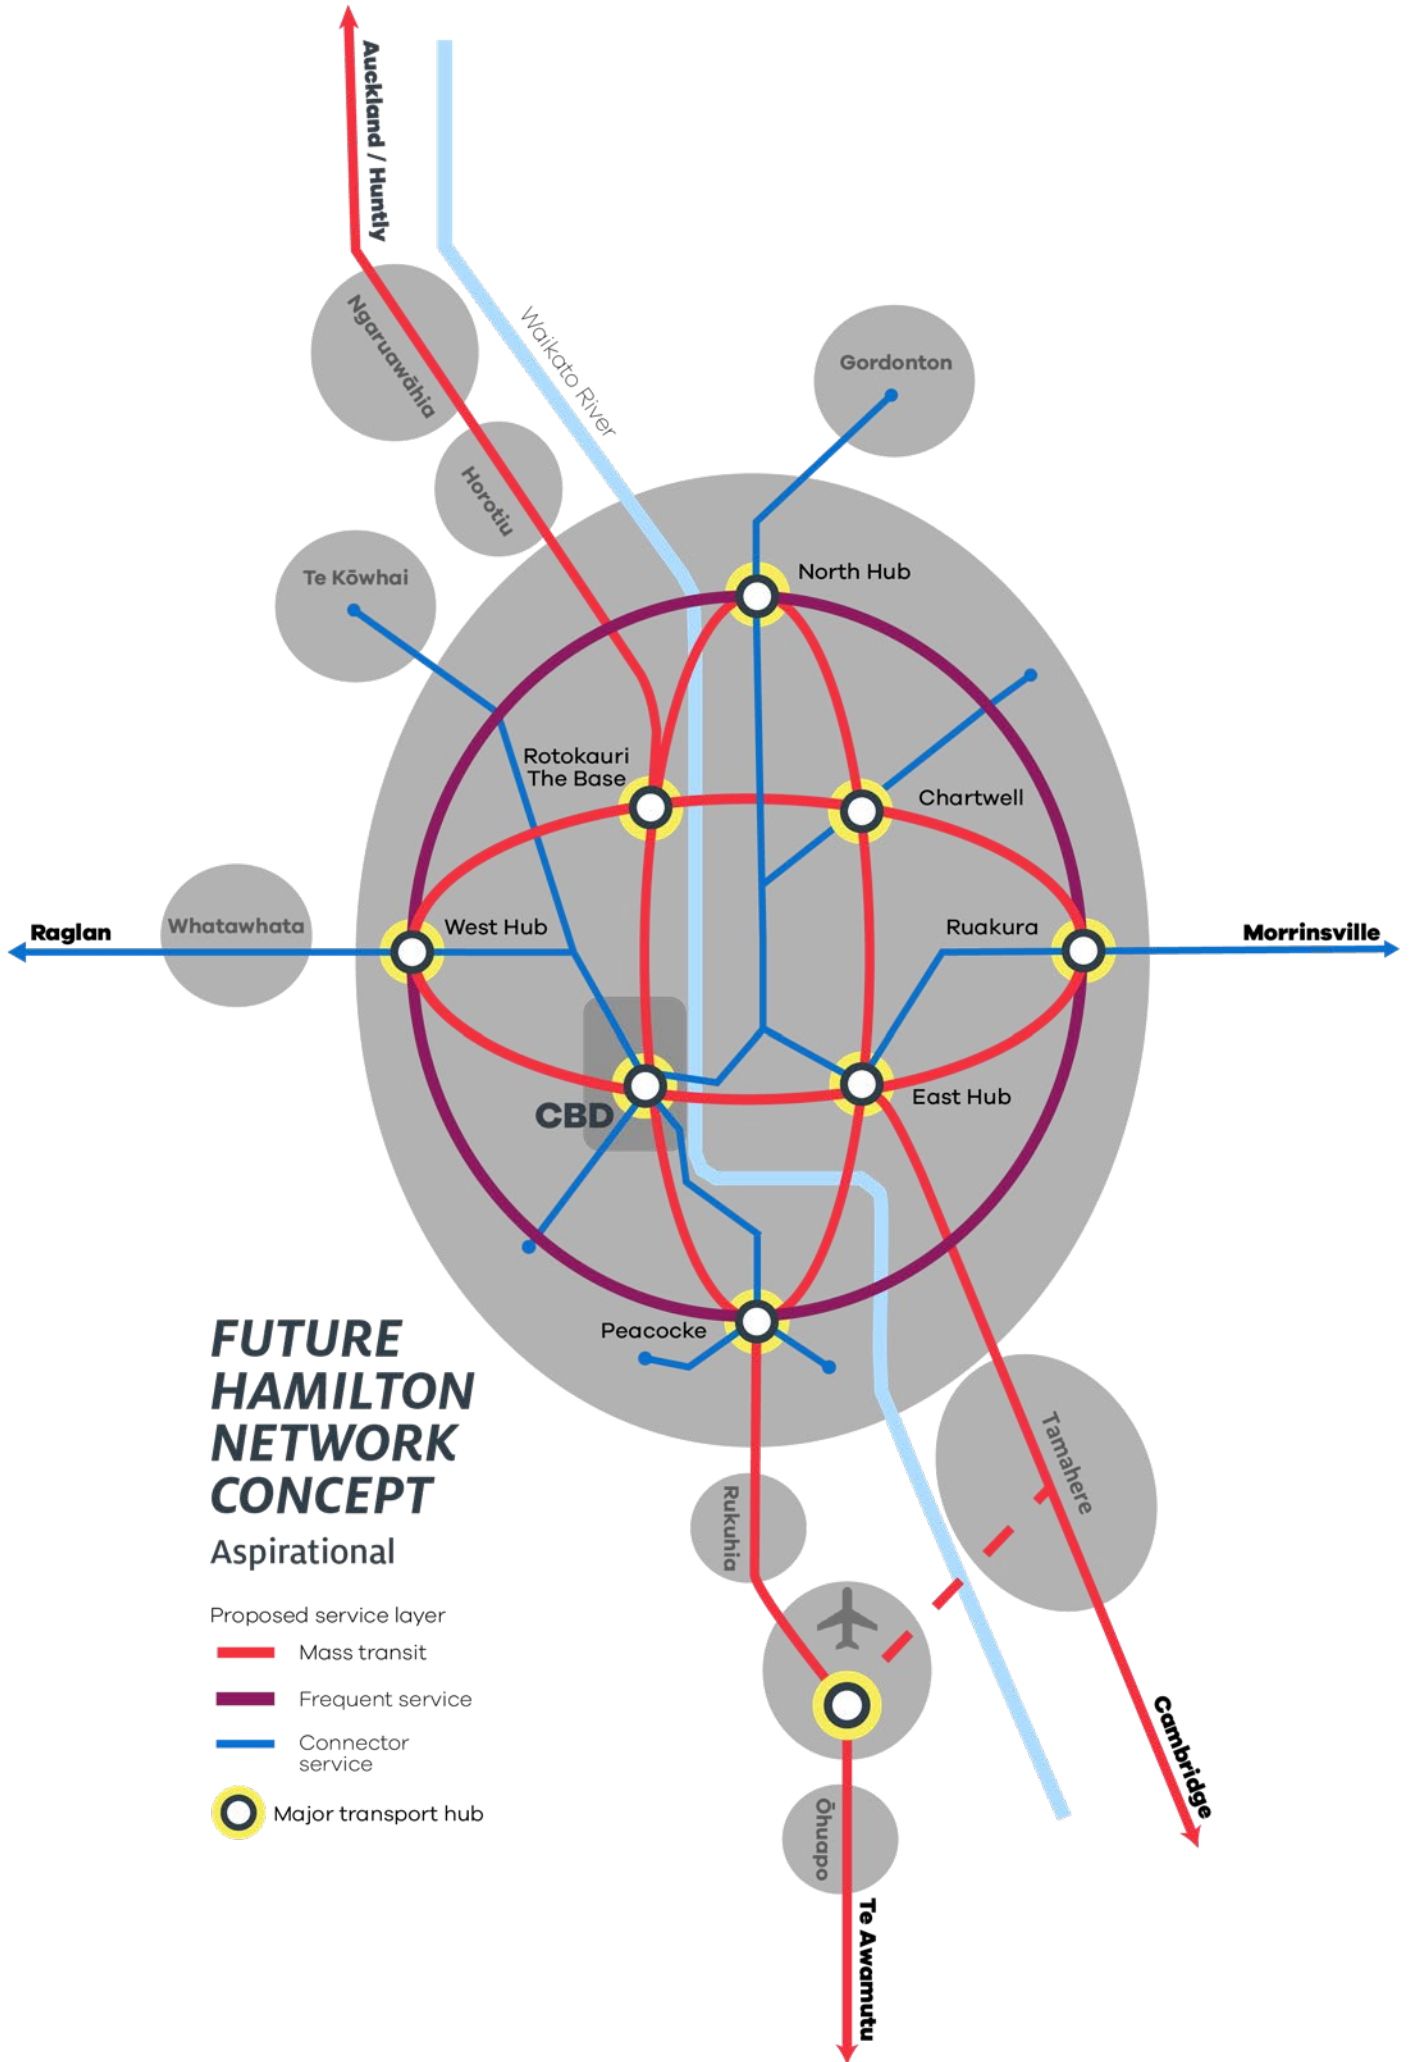 Auckland / Huntly
Ngaruawāhia
Waikato River
Gordonton
Horotiu
Te Kōwhai
North Hub
Rotokauri
The Base
Chartwell
Whatawhata
Raglan
West Hub
Ruakura
Morrinsville
CBD
East Hub
Peacocke
FUTURE
HAMILTON
NETWORK
CONCEPT
Aspirational
Tamahere
Rukuhia
Proposed service layer
Mass transit
Frequent service
Connector
service
Major transport hub
Cambridge
Ōhuapo
Te Awamutu